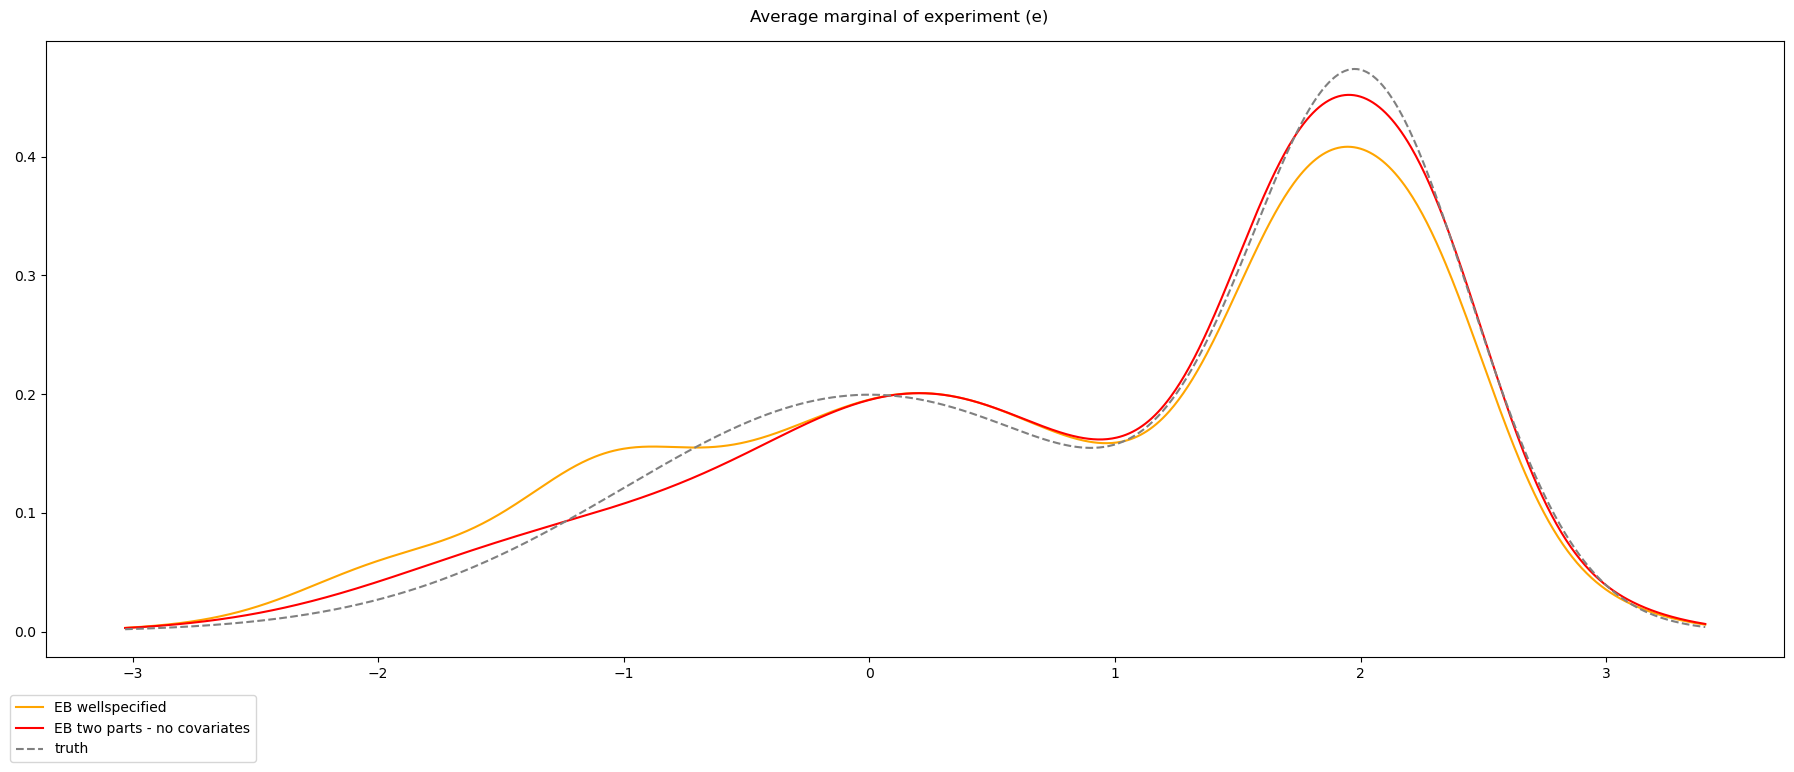 Average marginal of experiment (e)
0.4
0.3
0.2
0.1
0.0
−3 −2 −1 0 1 2 3
EB wellspecified
EB two parts - no covariates
truth